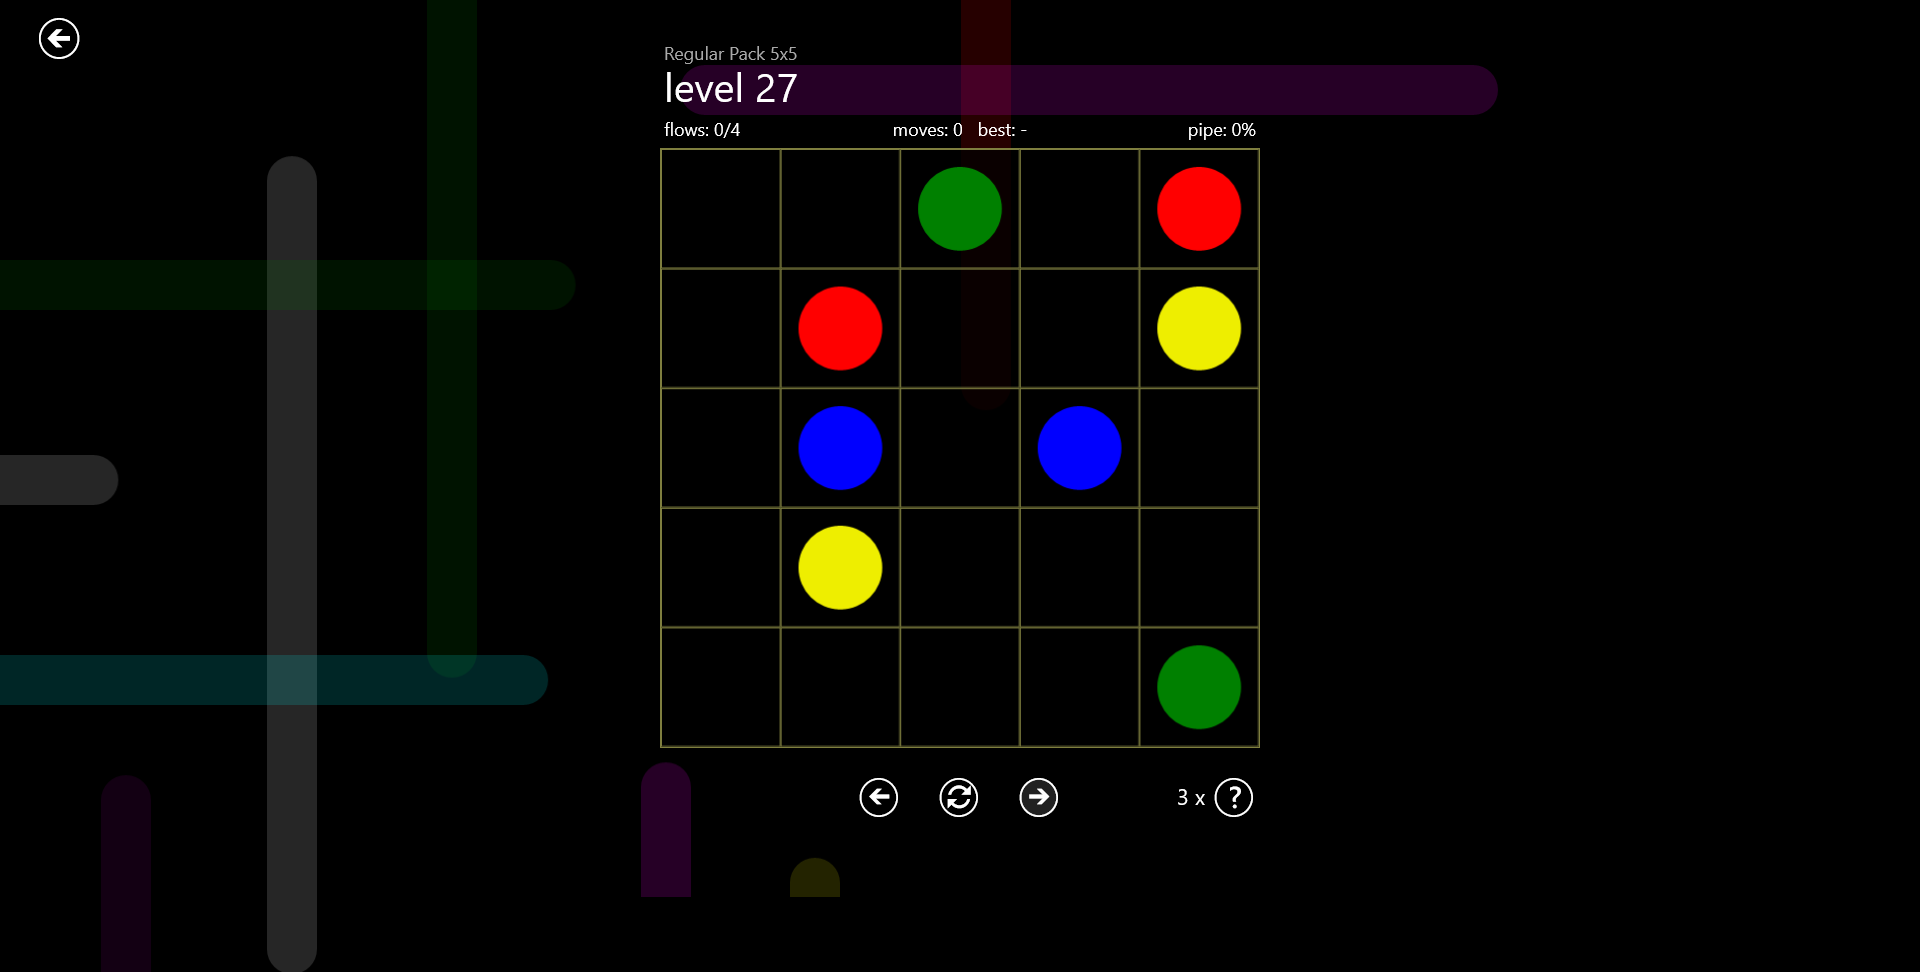 Regular Pack 5x5
level 27
flows: 0/4 moves: 0 best: - pipe: 0%
3 x ?